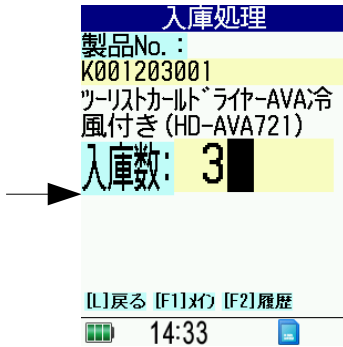 入庫処理
製品No.：
K001203001
ﾂｰﾘｽﾄｶｰﾙﾄﾞﾗｲﾔｰAVA冷
風付き(HD-AVA721)
入庫数: 3
[L]戻る [F1]ﾒｲﾝ [F2]履歴
14:33